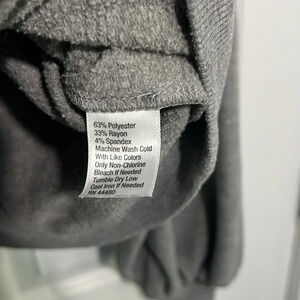 63% Polyester
33% Rayon
4% Spandex
Machine Wash Cold
With Like Colors
Only Non-Chlorine
Bleach If Needed
Tumble Dry Low
Cool Iron If Needed
RN 44480